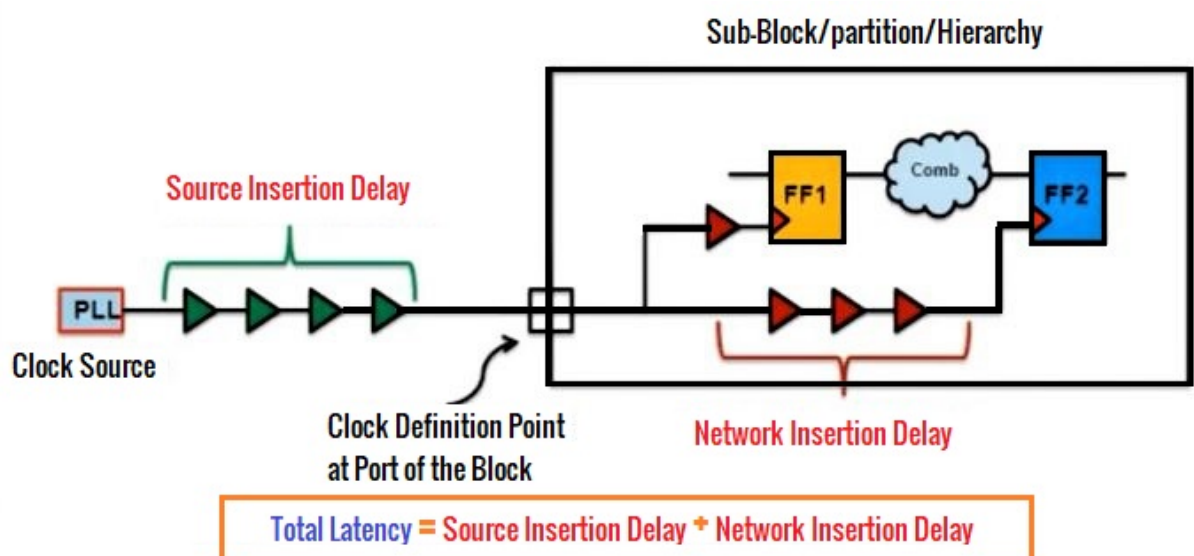 Sub-Block/partition/Hierarchy
Source Insertion Delay
Comb
FF1
FF2
PLL
Clock Source
Clock Definition Point
at Port of the Block
Network Insertion Delay
Total Latency = Source Insertion Delay + Network Insertion Delay